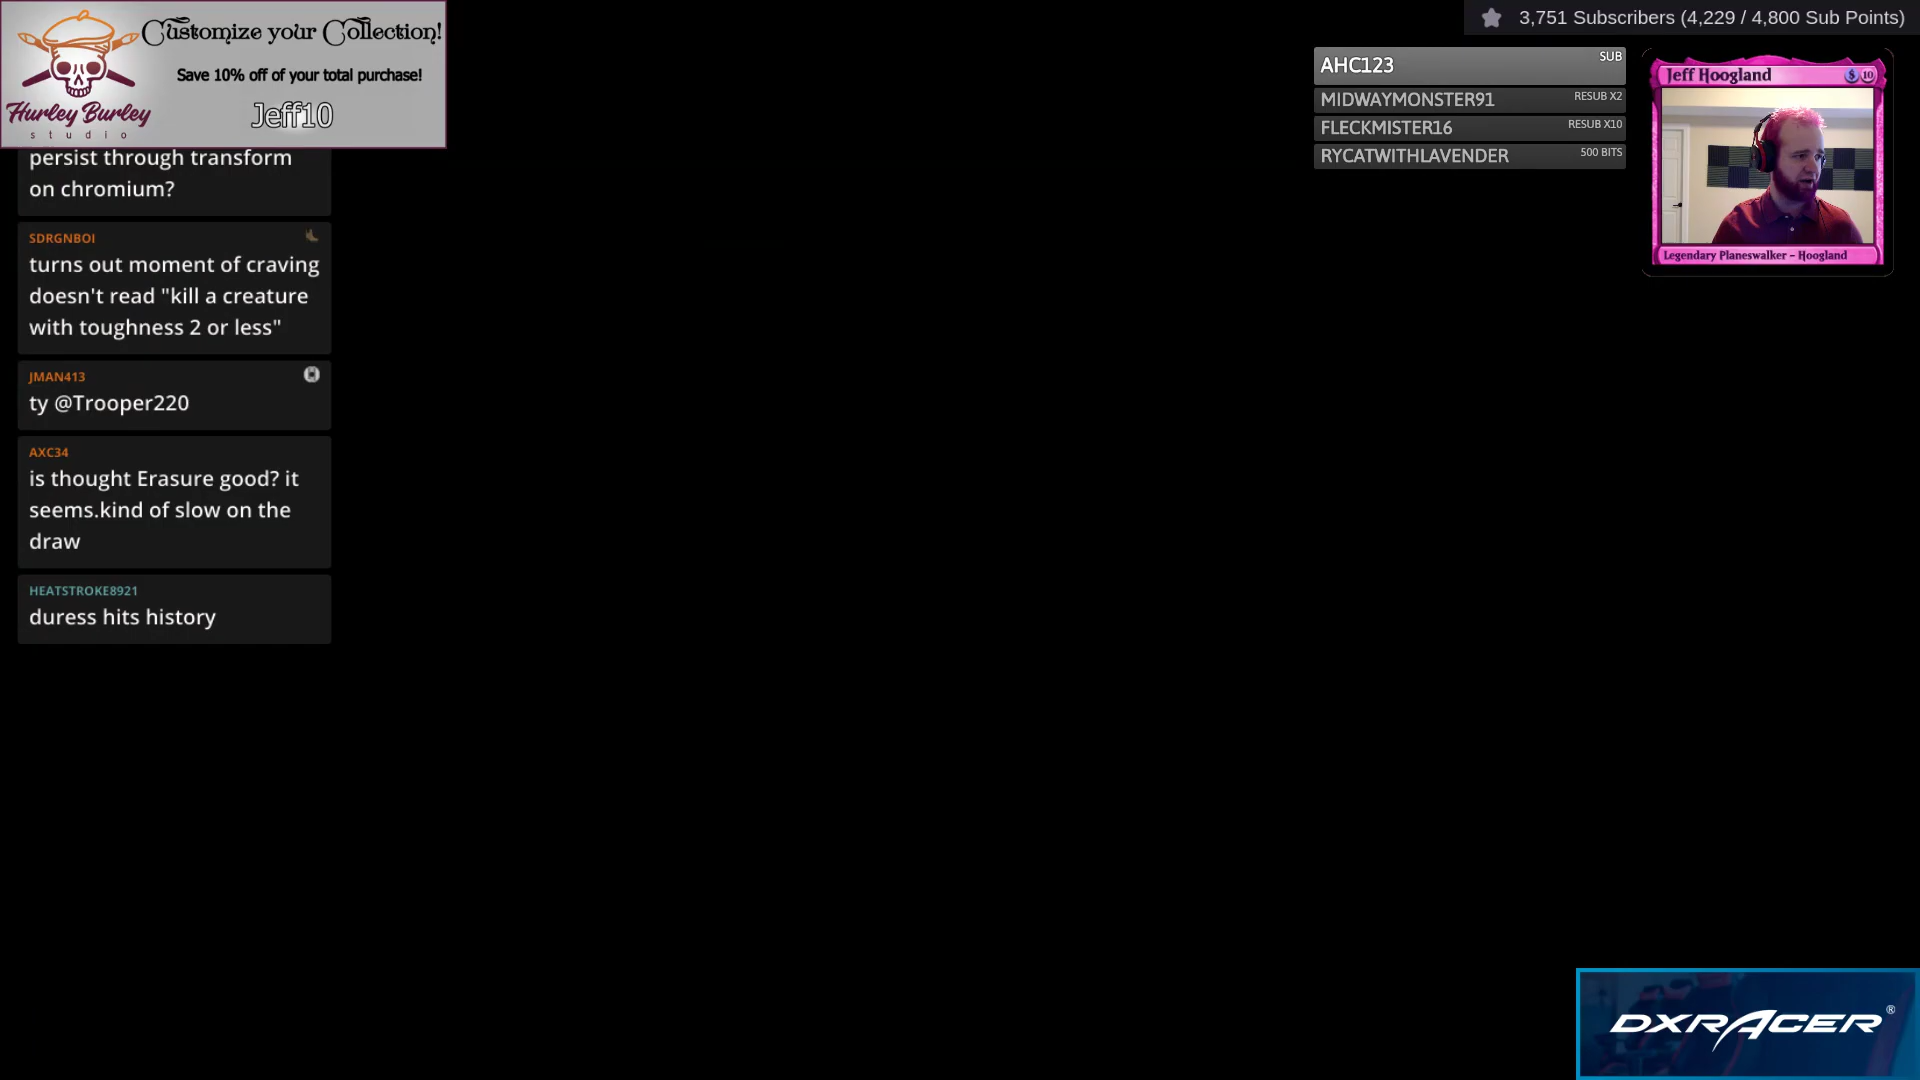 Customize your Collection!
Save 10% off of your total purchase!
Jeff10
Hurley Burley
studio
persist through transform
on chromium?
SDRGNBOI
turns out moment of craving
doesn't read "kill a creature
with toughness 2 or less"
JMAN413
ty @Trooper220
AXC34
is thought Erasure good? it
seems.kind of slow on the
draw
HEATSTROKE8921
duress hits history
3,751 Subscribers (4,229 / 4,800 Sub Points)
AHC123 SUB
MIDWAYMONSTER91 RESUB X2
FLECKMISTER16 RESUB X10
RYCATWITHLAVENDER 500 BITS
Jeff Hoogland $ 10
Legendary Planeswalker - Hoogland
DXRACER®